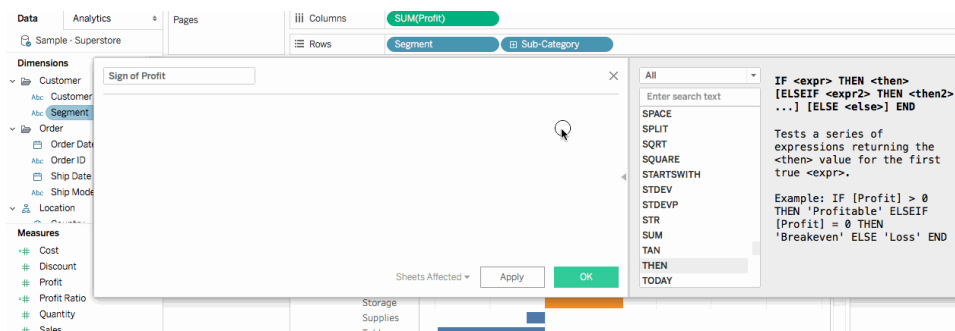 Data
Analytics
Pages
Columns
SUM(Profit)
Sample - Superstore
Rows
Segment
Sub-Category
Dimensions
Customer
Abc Customer
Abc Segment
Order
Order Date
Abc Order ID
Ship Date
Abc Ship Mode
Location
Measures
Cost
Discount
Profit
Profit Ratio
Quantity
Sales
Sign of Profit
Sheets Affected
Apply
OK
Storage
Supplies
All
Enter search text
SPACE
SPLIT
SQRT
SQUARE
STARTSWITH
STDEV
STDEVP
STR
SUM
TAN
THEN
TODAY
IF <expr> THEN <then>
[ELSEIF <expr2> THEN <then2>
...] [ELSE <else>] END
Tests a series of
expressions returning the
<then> value for the first
true <expr>.
Example: IF [Profit] > 0
THEN 'Profitable' ELSEIF
[Profit] = 0 THEN
'Breakeven' ELSE 'Loss' END